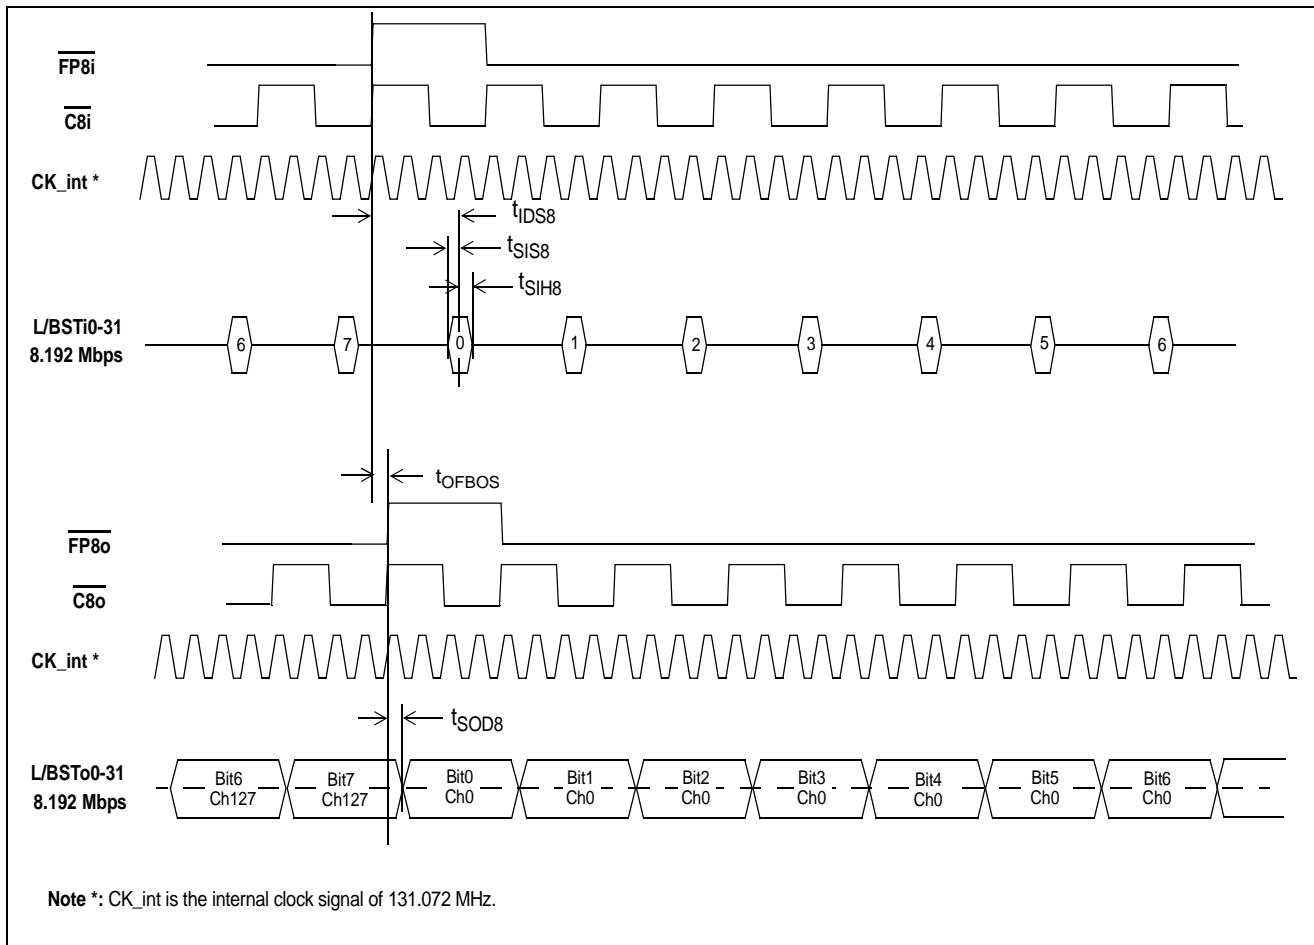 FP8i
C8i
CK_int *
tIDS8
tSIS8
tSIH8
L/BSTi0-31
8.192 Mbps
6 7 0 1 2 3 4 5 6
tOFBOS
FP8o
C8o
CK_int *
tSOD8
L/BSTo0-31
8.192 Mbps
Bit6 Bit7 Bit0 Bit1 Bit2 Bit3 Bit4 Bit5 Bit6
Ch127 Ch127 Ch0 Ch0 Ch0 Ch0 Ch0 Ch0 Ch0
Note *: CK_int is the internal clock signal of 131.072 MHz.